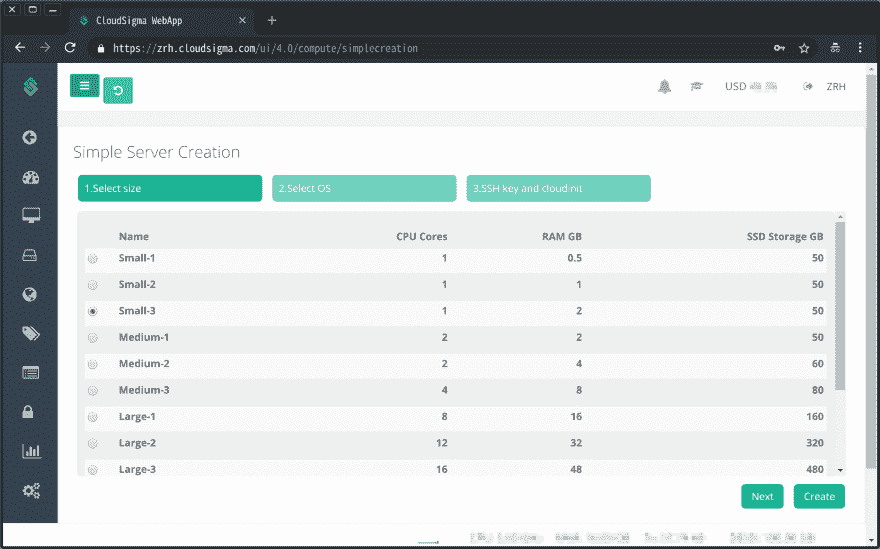 CloudSigma WebApp
https://zrh.cloudsigma.com/ui/4.0/compute/simplecreation
USD
ZRH
Simple Server Creation
1.Select size 2.Select OS 3.SSH key and cloudinit
Name CPU Cores RAM GB SSD Storage GB
Small-1 1 0.5 50
Small-2 1 1 50
Small-3 1 2 50
Medium-1 2 2 50
Medium-2 2 4 60
Medium-3 4 8 80
Large-1 8 16 160
Large-2 12 32 320
Large-3 16 48 480
Next Create